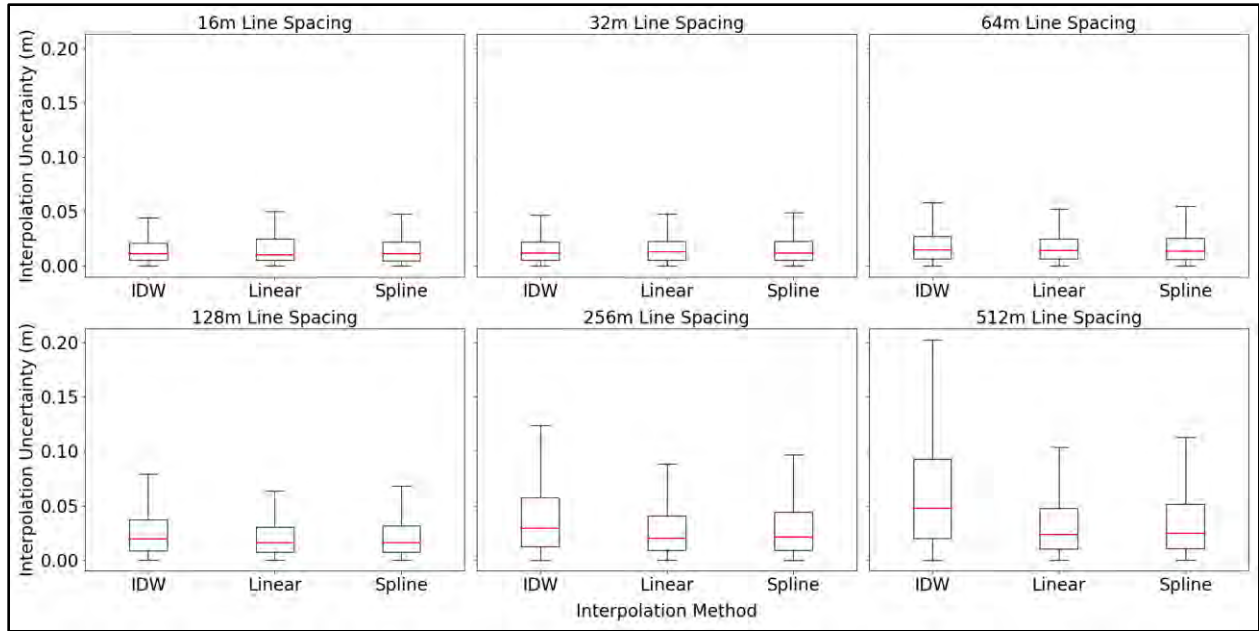 16m Line Spacing
32m Line Spacing
64m Line Spacing
Interpolation Uncertainty (m)
0.20
0.15
0.10
0.05
0.00
IDW Linear Spline
IDW Linear Spline
IDW Linear Spline
128m Line Spacing
256m Line Spacing
512m Line Spacing
Interpolation Uncertainty (m)
0.20
0.15
0.10
0.05
0.00
IDW Linear Spline
IDW Linear Spline
IDW Linear Spline
Interpolation Method